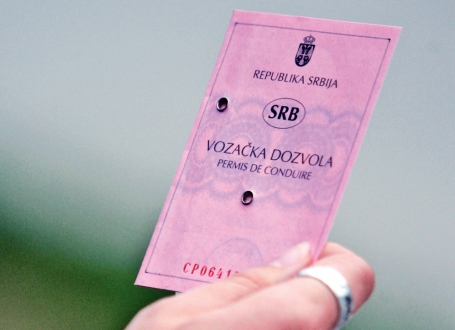 REPUBLIKA SRBIJA
SRB
VOZAČKA DOZVOLA
PERMIS DE CONDUIRE